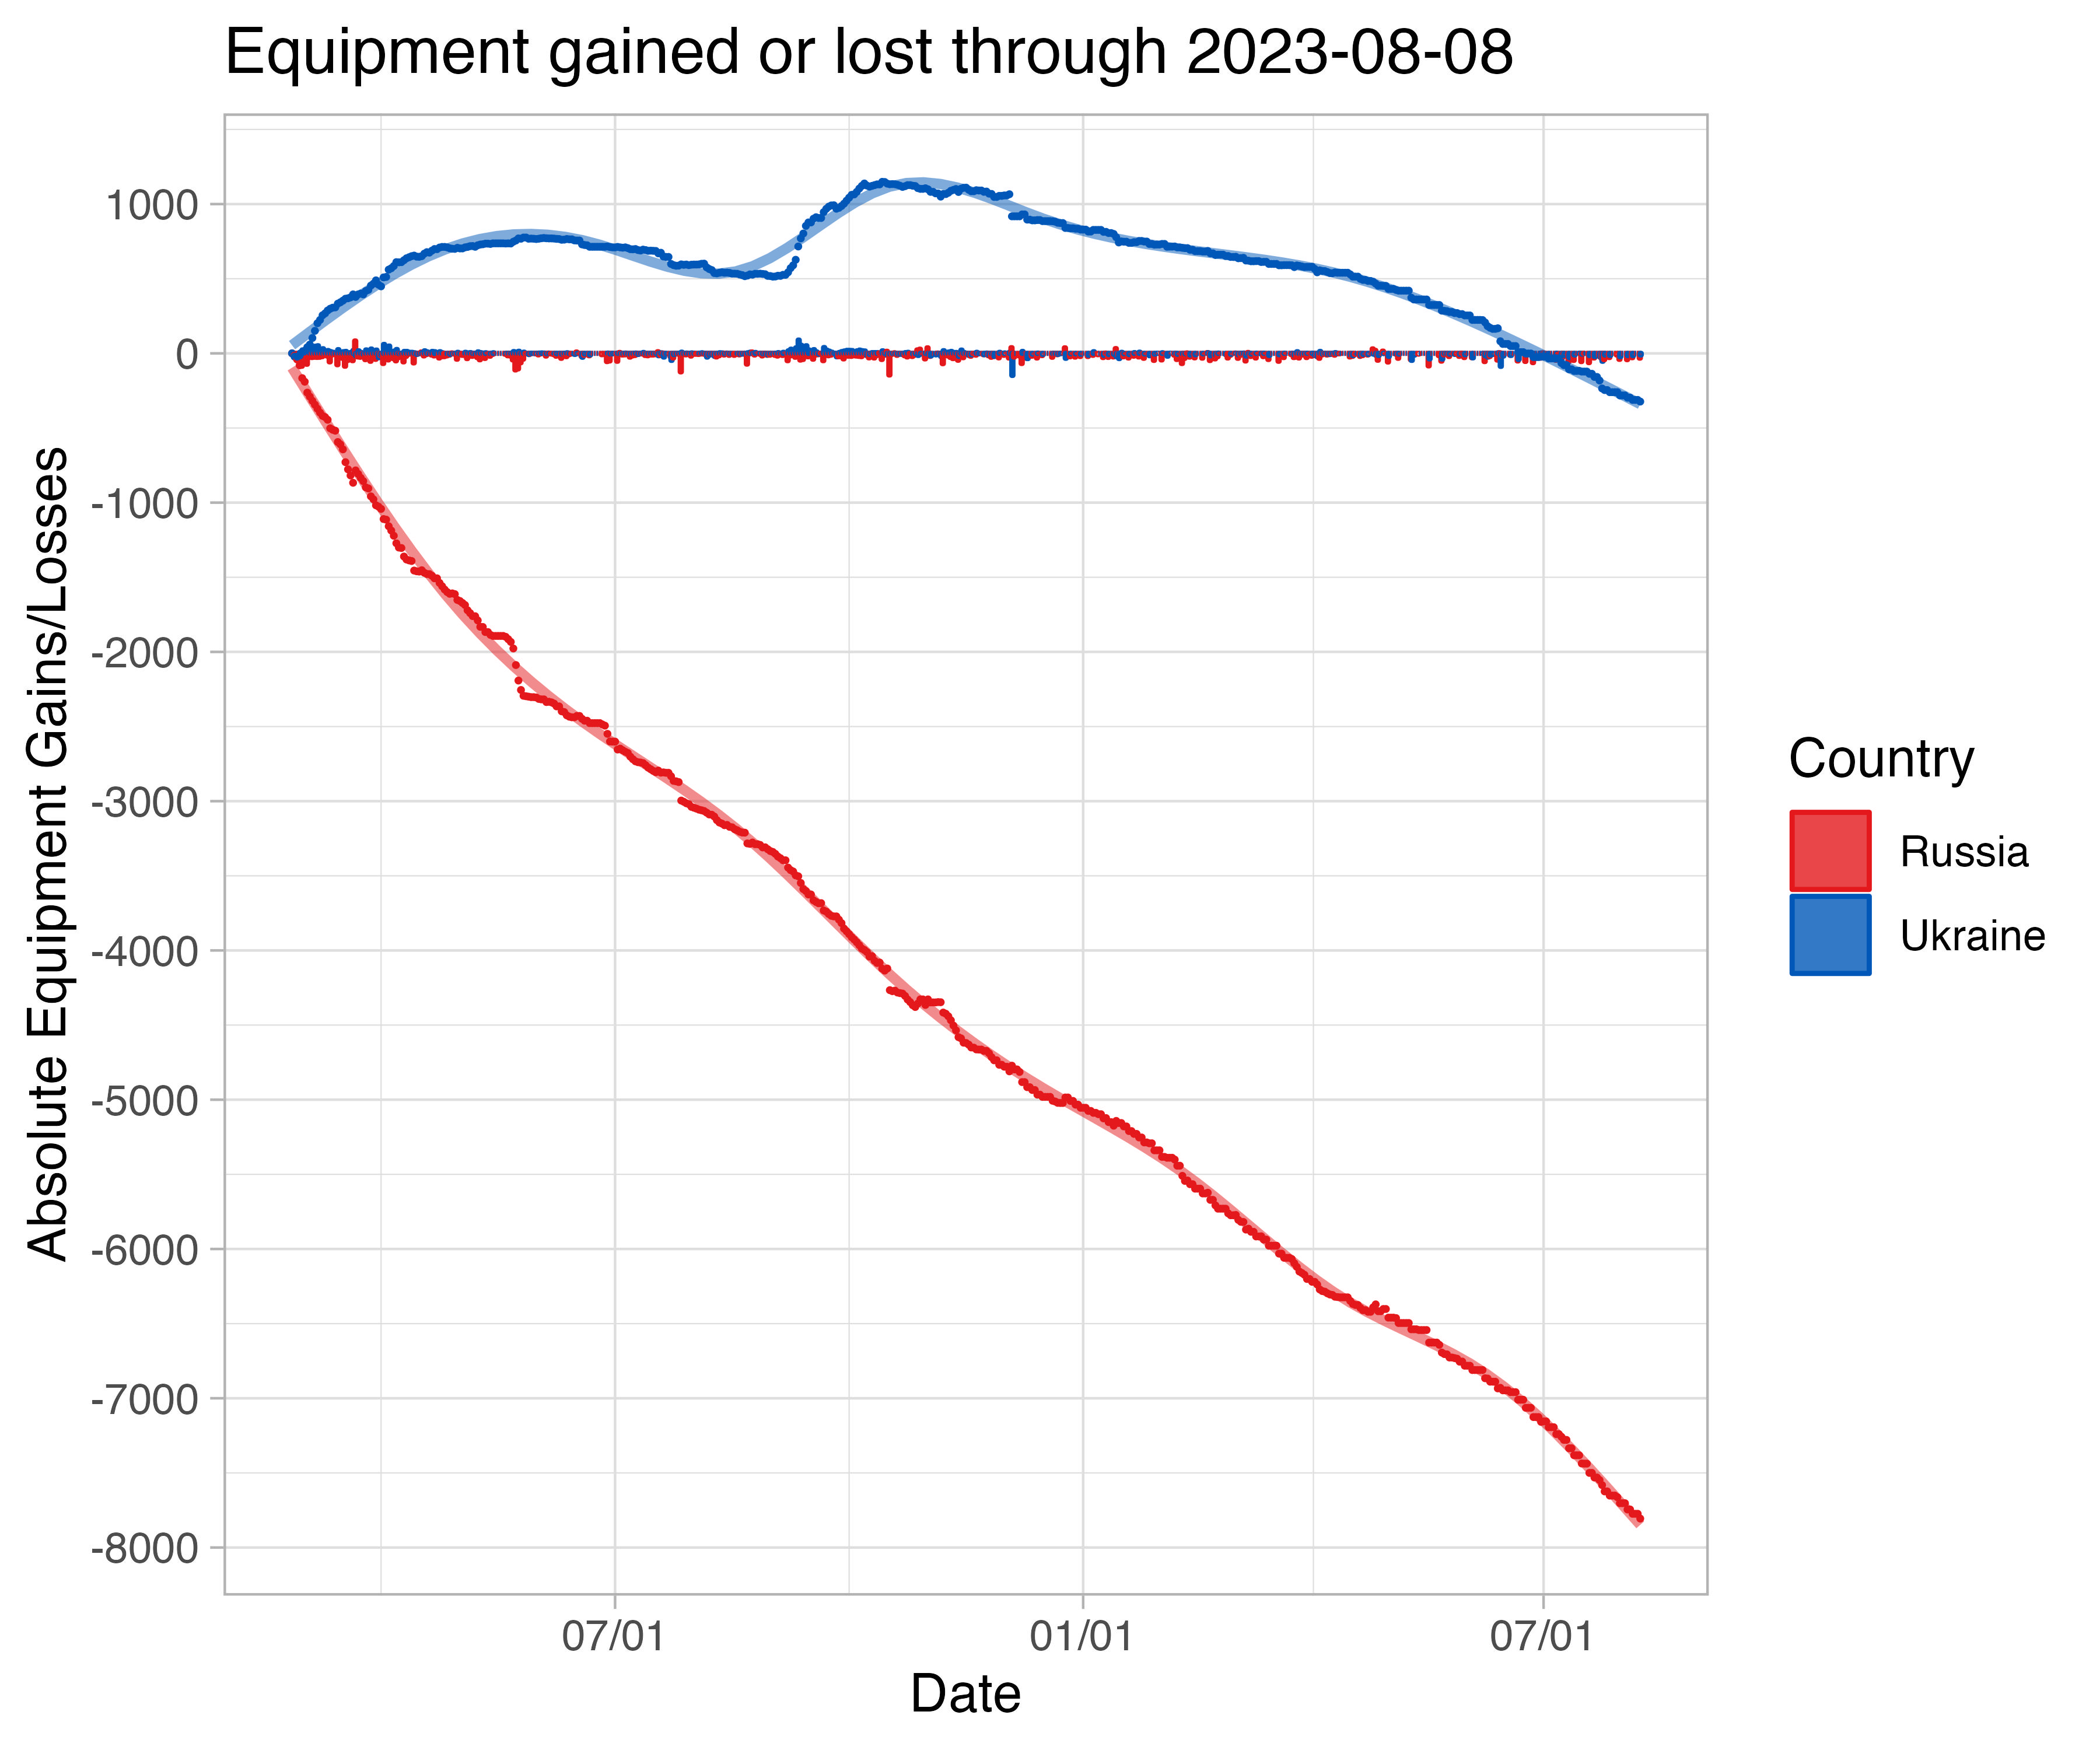 Equipment gained or lost through 2023-08-08
Absolute Equipment Gains/Losses
1000
0
-1000
-2000
-3000
-4000
-5000
-6000
-7000
-8000
07/01
01/01
07/01
Date
Country
Russia
Ukraine